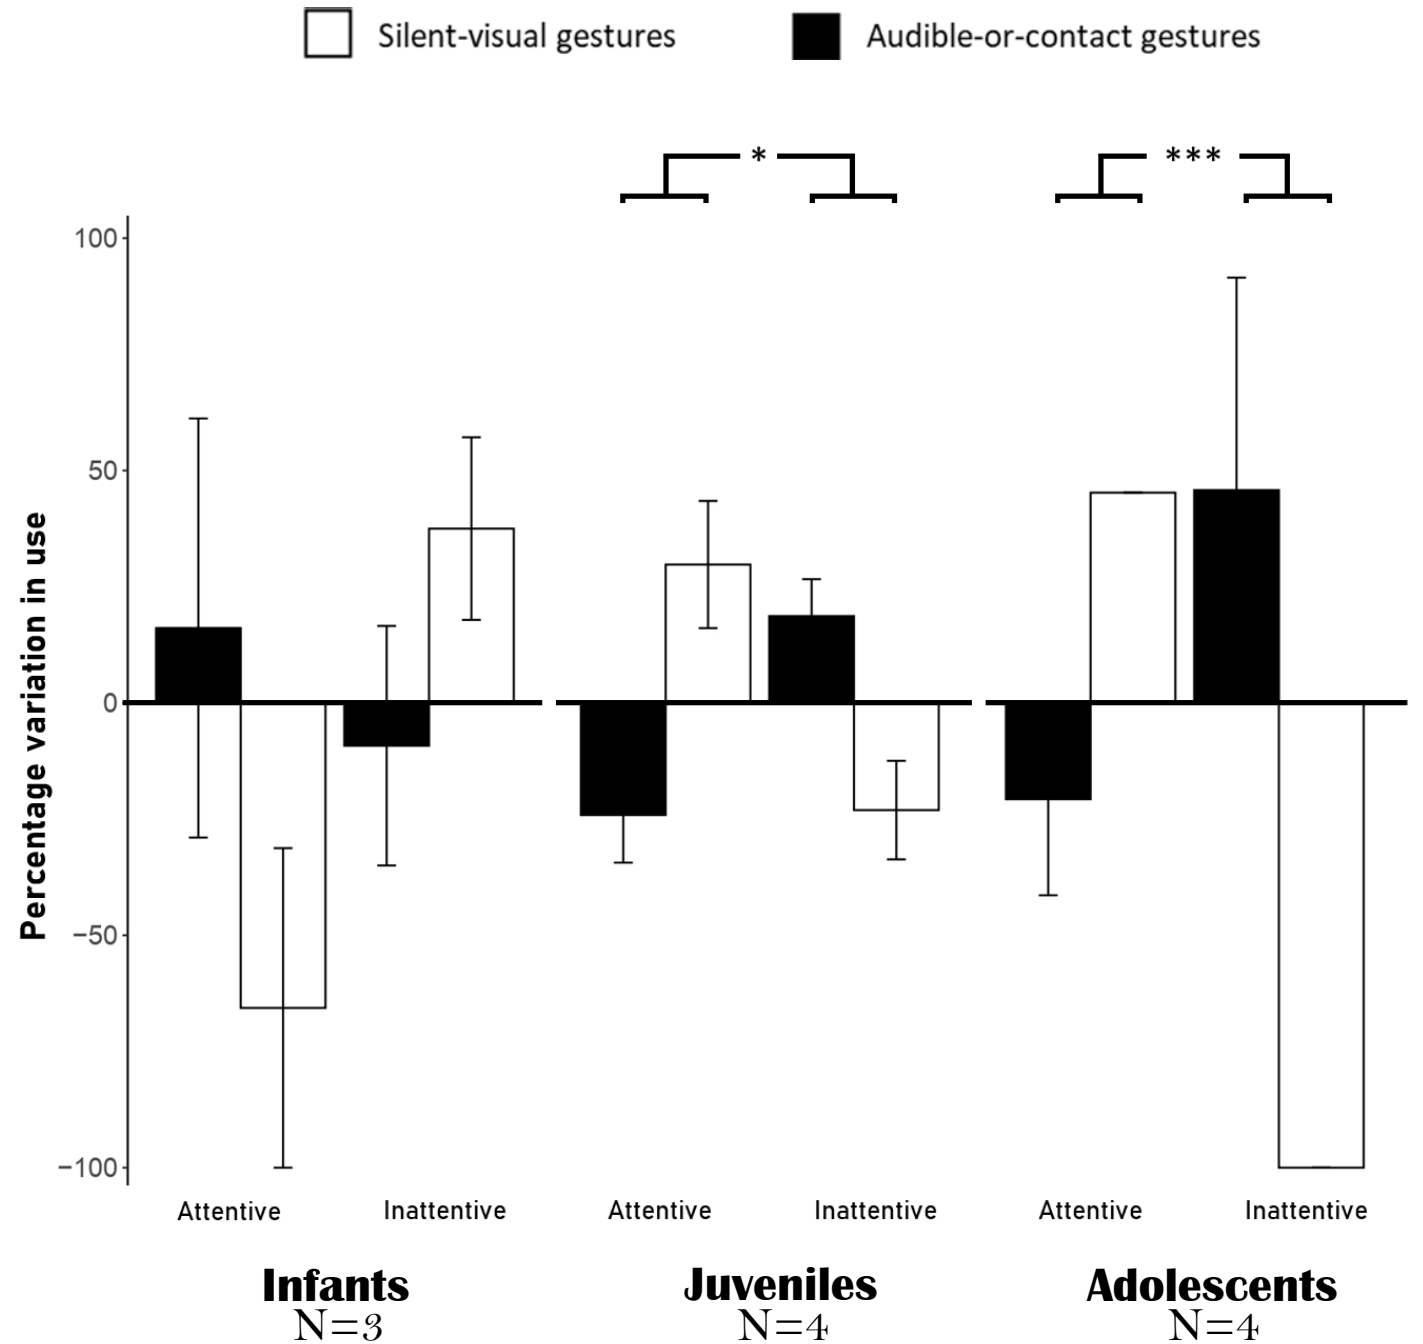 Silent-visual gestures
Audible-or-contact gestures
*
***
100
50
0
−50
−100
Percentage variation in use
Attentive
Inattentive
Attentive
Inattentive
Attentive
Inattentive
Infants
N=3
Juveniles
N=4
Adolescents
N=4